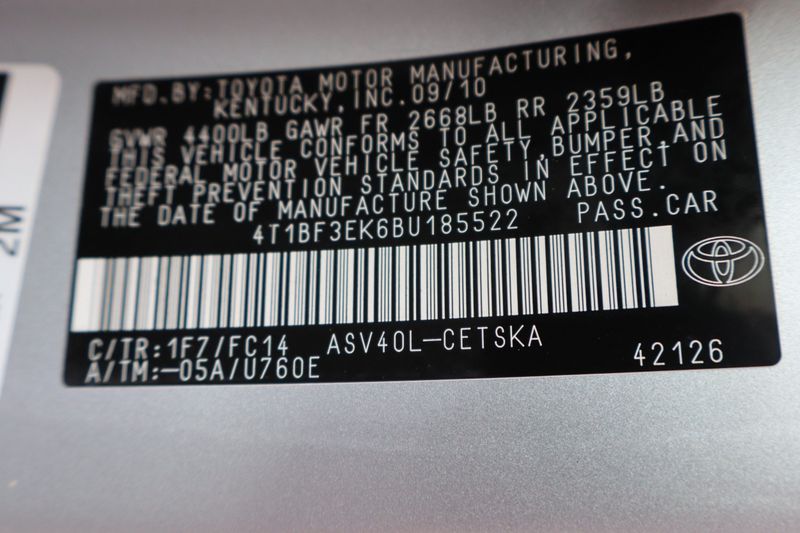 MFD.BY:TOYOTA MOTOR MANUFACTURING,
KENTUCKY,INC.09/10
GVWR 4400LB GAWR FR 2668LB RR 2359LB
THIS VEHICLE CONFORMS TO ALL APPLICABLE
FEDERAL MOTOR VEHICLE SAFETY,BUMPER,AND
THEFT PREVENTION STANDARDS IN EFFECT ON
THE DATE OF MANUFACTURE SHOWN ABOVE.
4T1BF3EK6BU185522 PASS.CAR
C/TR:1F7/FC14 ASV40L-CETSKA
A/TM:-05A/U760E 42126
2M